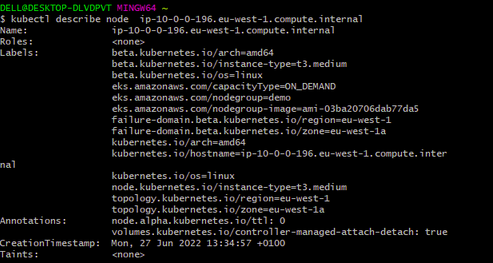 DELL@DESKTOP-DLVDPVT MINGW64 ~
$ kubectl describe node  ip-10-0-0-196.eu-west-1.compute.internal
Name:               ip-10-0-0-196.eu-west-1.compute.internal
Roles:              <none>
Labels:             beta.kubernetes.io/arch=amd64
                    beta.kubernetes.io/instance-type=t3.medium
                    beta.kubernetes.io/os=linux
                    eks.amazonaws.com/capacityType=ON_DEMAND
                    eks.amazonaws.com/nodegroup=demo
                    eks.amazonaws.com/nodegroup-image=ami-03ba20706dab77da5
                    failure-domain.beta.kubernetes.io/region=eu-west-1
                    failure-domain.beta.kubernetes.io/zone=eu-west-1a
                    kubernetes.io/arch=amd64
                    kubernetes.io/hostname=ip-10-0-0-196.eu-west-1.compute.inter
nal
                    kubernetes.io/os=linux
                    node.kubernetes.io/instance-type=t3.medium
                    topology.kubernetes.io/region=eu-west-1
                    topology.kubernetes.io/zone=eu-west-1a
Annotations:        node.alpha.kubernetes.io/ttl: 0
                    volumes.kubernetes.io/controller-managed-attach-detach: true
CreationTimestamp:  Mon, 27 Jun 2022 13:34:57 +0100
Taints:             <none>